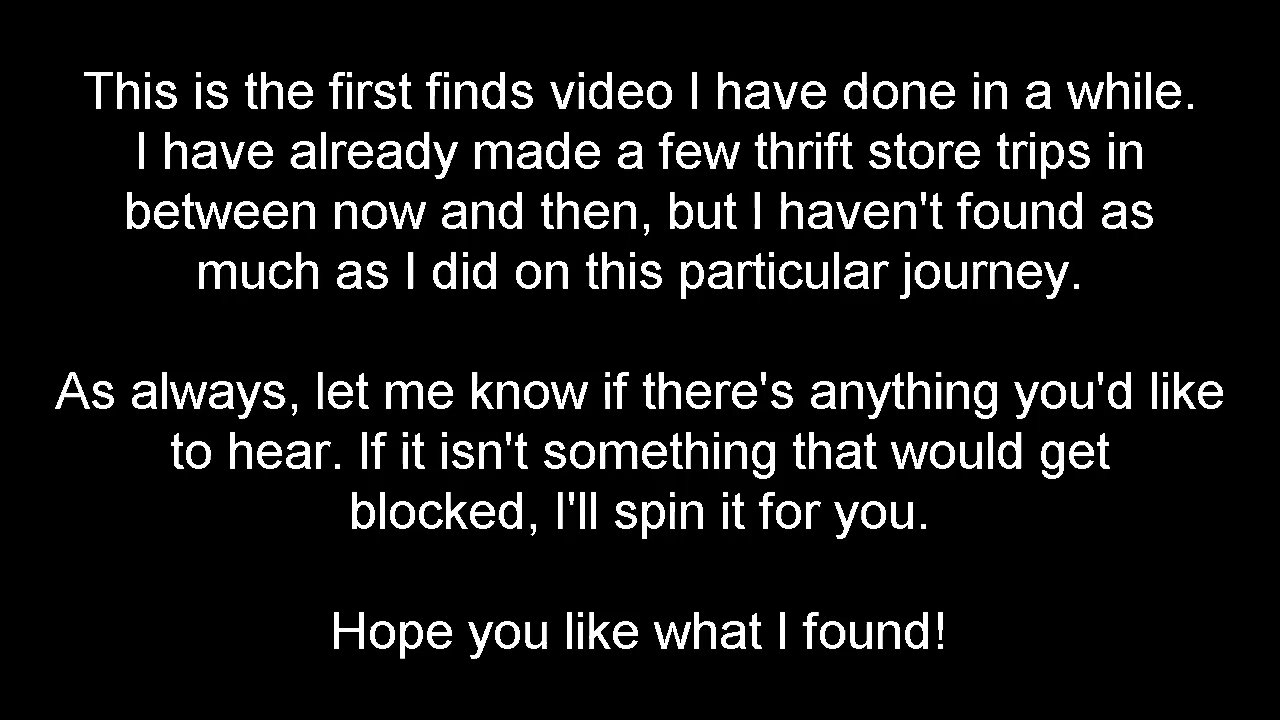 This is the first finds video I have done in a while.
I have already made a few thrift store trips in
between now and then, but I haven't found as
much as I did on this particular journey.
As always, let me know if there's anything you'd like
to hear. If it isn't something that would get
blocked, I'll spin it for you.
Hope you like what I found!